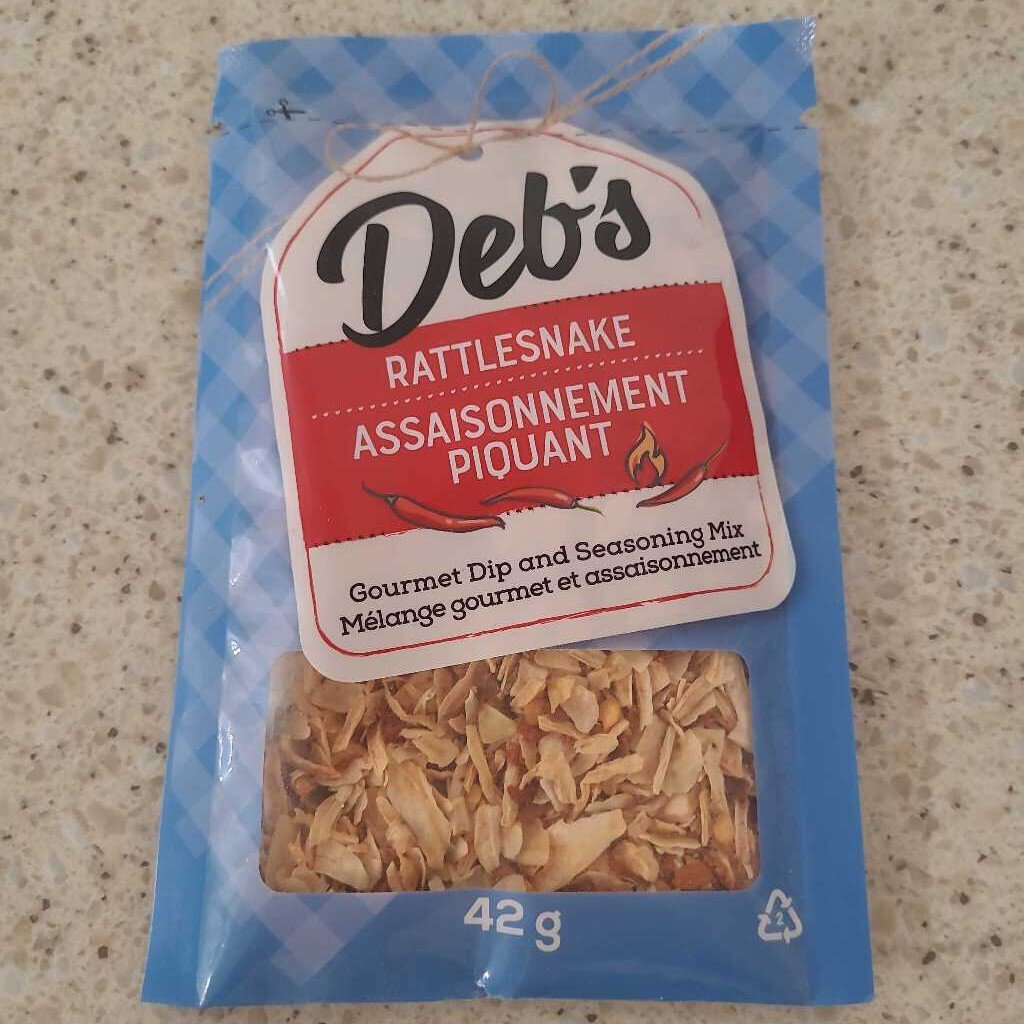 Deb's
RATTLESNAKE
ASSAISONNEMENT
PIQUANT
Gourmet Dip and Seasoning Mix
Mélange gourmet et assaisonnement
42 g
2